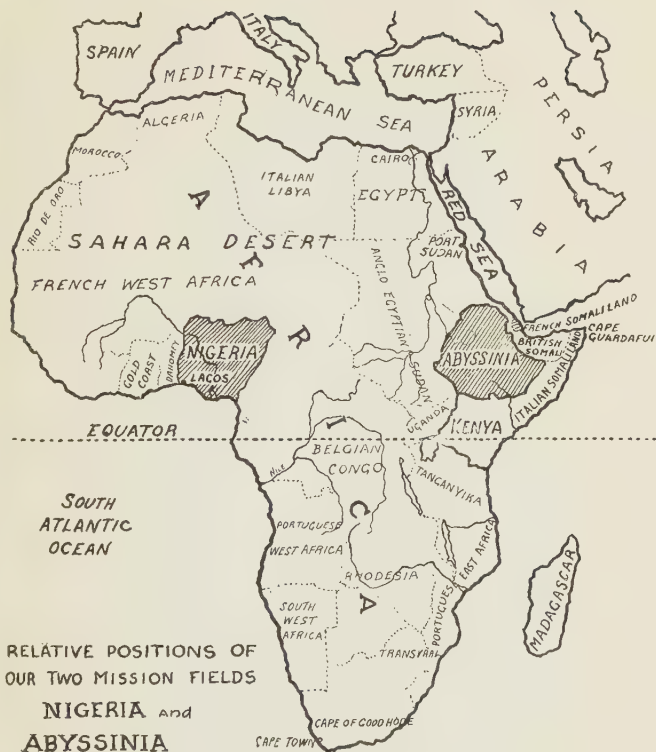 SPAIN
ITALY
MEDITERRANEAN SEA
TURKEY
SYRIA
PERSIA
ARABIA
MOROCCO
ALGERIA
ITALIAN
LIBYA
CAIRO
EGYPT
RED SEA
RIO DE ORO
SAHARA DESERT
AFRICA
FRENCH WEST AFRICA
PORT
SUDAN
ANGLO EGYPTIAN
SUDAN
FRENCH SOMALILAND
CAPE
GUARDAFUI
BRITISH
SOMALI
ITALIAN SOMALILAND
ABYSSINIA
NIGERIA
LAGOS
GOLD
COAST
DAHOMEY
UGANDA
KENYA
EQUATOR
BELGIAN
CONGO
NILE
TANGANYIKA
SOUTH
ATLANTIC
OCEAN
PORTUGUESE
WEST AFRICA
RHODESIA
PORTUGUES EAST AFRICA
MADAGASCAR
SOUTH
WEST
AFRICA
TRANSVAAL
CAPE OF GOOD HOPE
CAPE TOWN
RELATIVE POSITIONS OF
OUR TWO MISSION FIELDS
NIGERIA and
ABYSSINIA